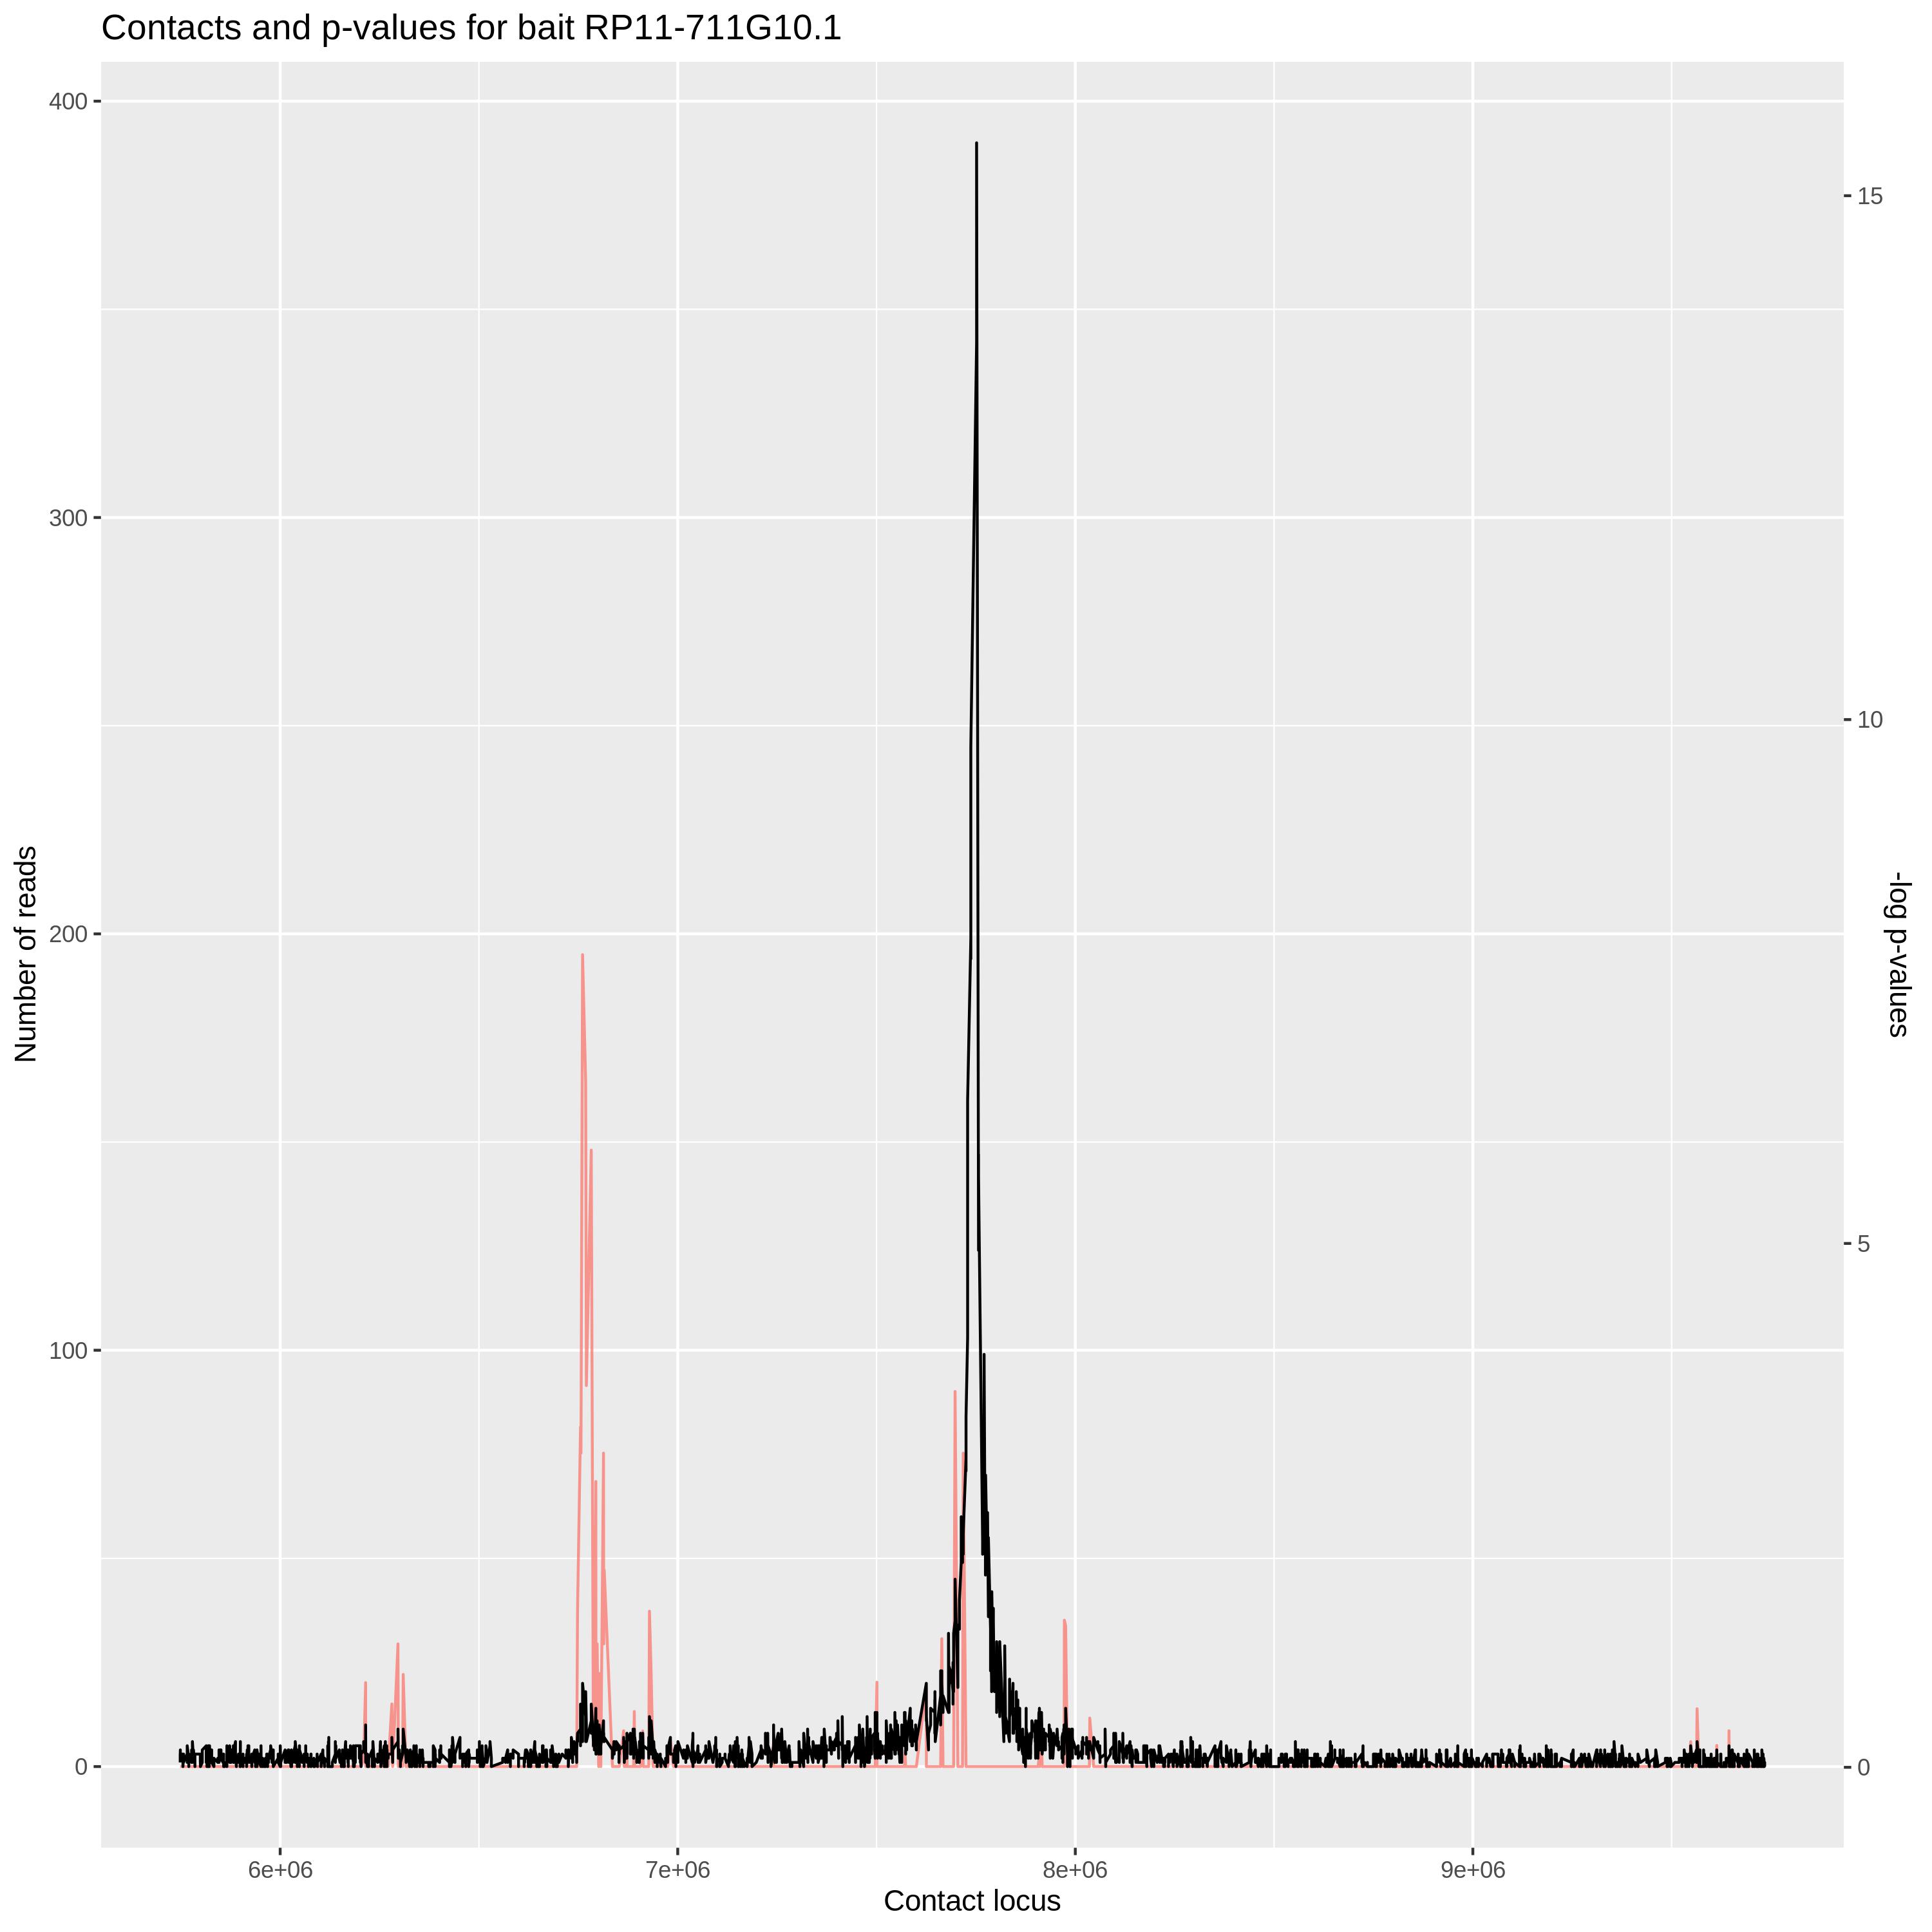 Contacts and p-values for bait RP11-711G10.1
400
300
200
100
0
15
10
5
0
Number of reads
-log p-values
6e+06 7e+06 8e+06 9e+06
Contact locus